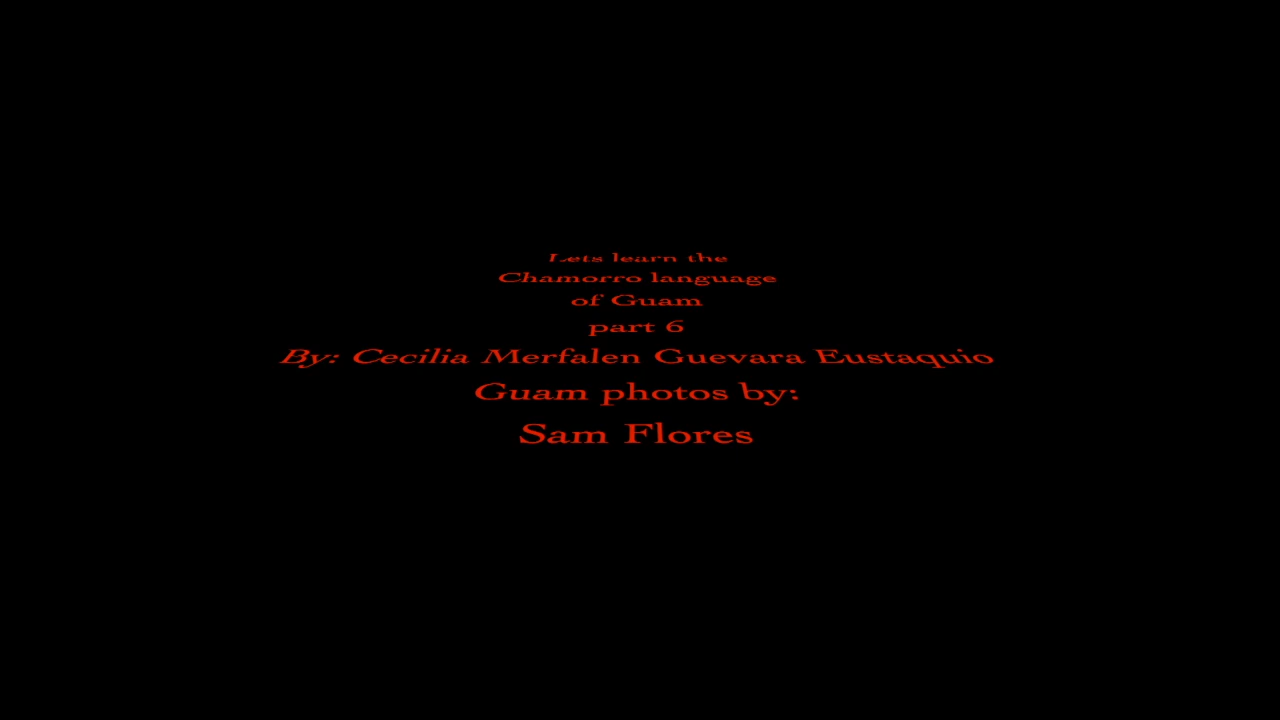 Lets learn the
Chamorro language
of Guam
part 6
By: Cecilia Merfalen Guevara Eustaquio
Guam photos by:
Sam Flores